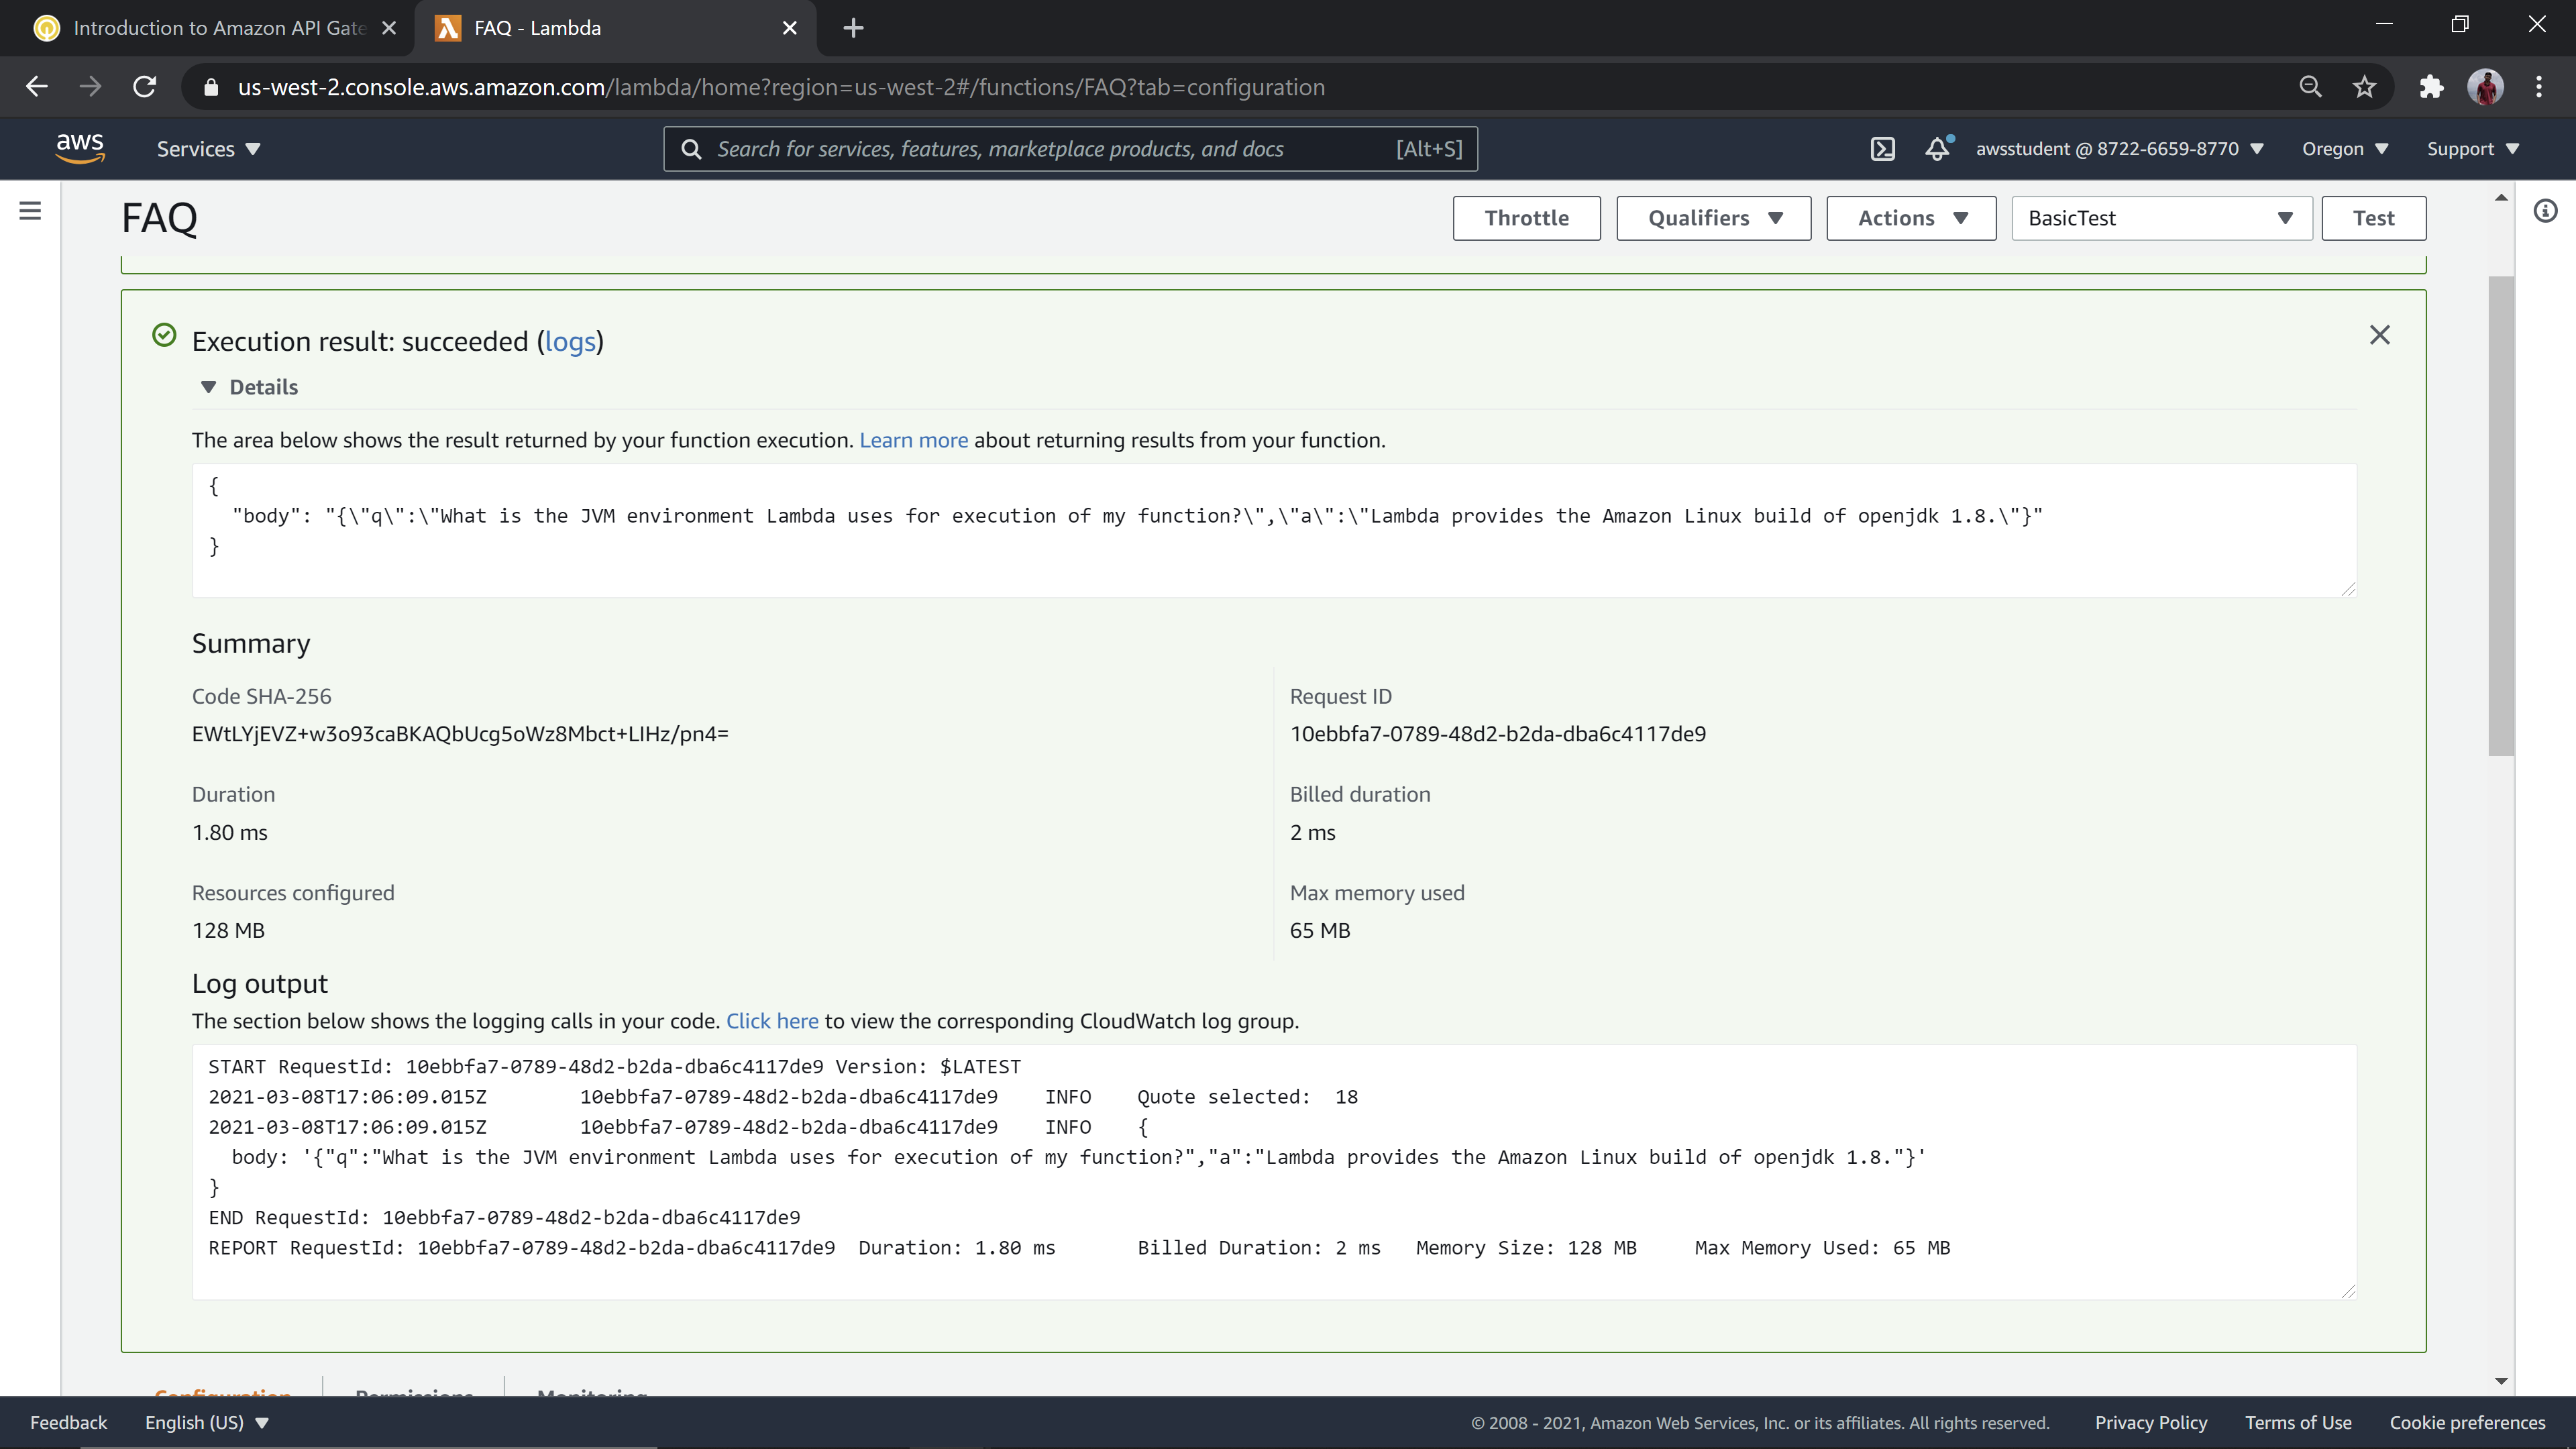 Introduction to Amazon API Gate
FAQ - Lambda
us-west-2.console.aws.amazon.com/lambda/home?region=us-west-2#/functions/FAQ?tab=configuration
aws
Services
Search for services, features, marketplace products, and docs [Alt+S]
awsstudent @ 8722-6659-8770
Oregon
Support
FAQ
Throttle
Qualifiers
Actions
BasicTest
Test
Execution result: succeeded (logs)
Details
The area below shows the result returned by your function execution. Learn more about returning results from your function.
{
"body": "{\"q\":\"What is the JVM environment Lambda uses for execution of my function?\",\"a\":\"Lambda provides the Amazon Linux build of openjdk 1.8.\"}"
}
Summary
Code SHA-256
EWtLYjEVZ+w3o93caBKAQbUcg5oWz8Mbct+LIHz/pn4=
Request ID
10ebbfa7-0789-48d2-b2da-dba6c4117de9
Duration
1.80 ms
Billed duration
2 ms
Resources configured
128 MB
Max memory used
65 MB
Log output
The section below shows the logging calls in your code. Click here to view the corresponding CloudWatch log group.
START RequestId: 10ebbfa7-0789-48d2-b2da-dba6c4117de9 Version: $LATEST
2021-03-08T17:06:09.015Z 10ebbfa7-0789-48d2-b2da-dba6c4117de9 INFO Quote selected: 18
2021-03-08T17:06:09.015Z 10ebbfa7-0789-48d2-b2da-dba6c4117de9 INFO {
body: '{"q":"What is the JVM environment Lambda uses for execution of my function?","a":"Lambda provides the Amazon Linux build of openjdk 1.8."}'
}
END RequestId: 10ebbfa7-0789-48d2-b2da-dba6c4117de9
REPORT RequestId: 10ebbfa7-0789-48d2-b2da-dba6c4117de9 Duration: 1.80 ms Billed Duration: 2 ms Memory Size: 128 MB Max Memory Used: 65 MB
Configuration
Permissions
Monitoring
Feedback
English (US)
© 2008 - 2021, Amazon Web Services, Inc. or its affiliates. All rights reserved.
Privacy Policy
Terms of Use
Cookie preferences